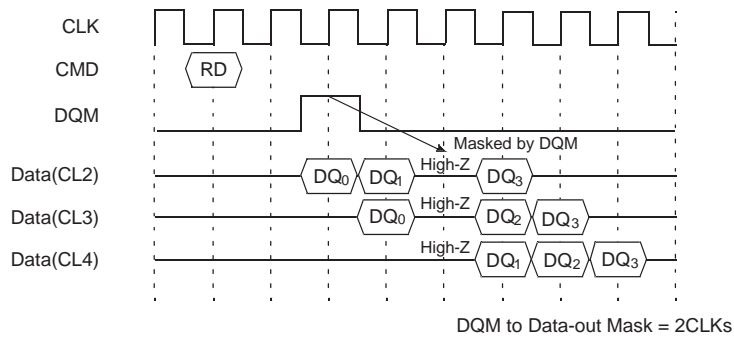 CLK
CMD RD
DQM
Masked by DQM
Data(CL2) DQ0 DQ1 High-Z DQ3
Data(CL3) DQ0 High-Z DQ2 DQ3
Data(CL4) High-Z DQ1 DQ2 DQ3
DQM to Data-out Mask = 2CLKs